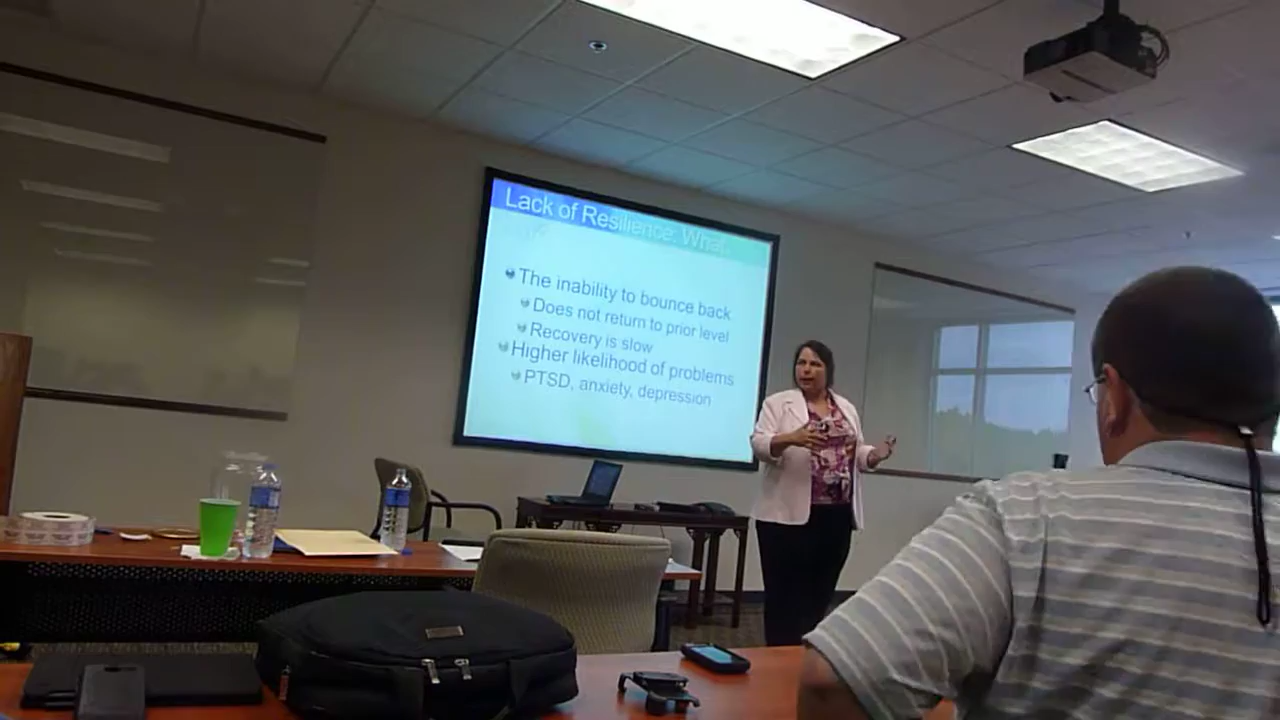 Lack of Resilience: What
The inability to bounce back
Does not return to prior level
Recovery is slow
Higher likelihood of problems
PTSD, anxiety, depression